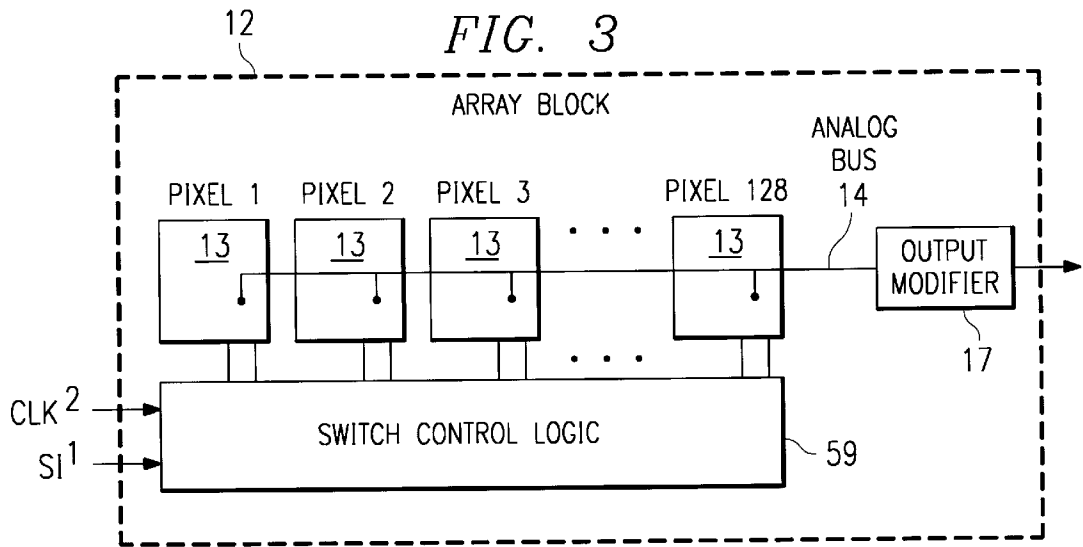 FIG. 3
12
ARRAY BLOCK
ANALOG
BUS
14
PIXEL 1 PIXEL 2 PIXEL 3 . . . PIXEL 128
13 13 13 13
OUTPUT
MODIFIER
17
. . .
CLK 2
SI 1
SWITCH CONTROL LOGIC
59